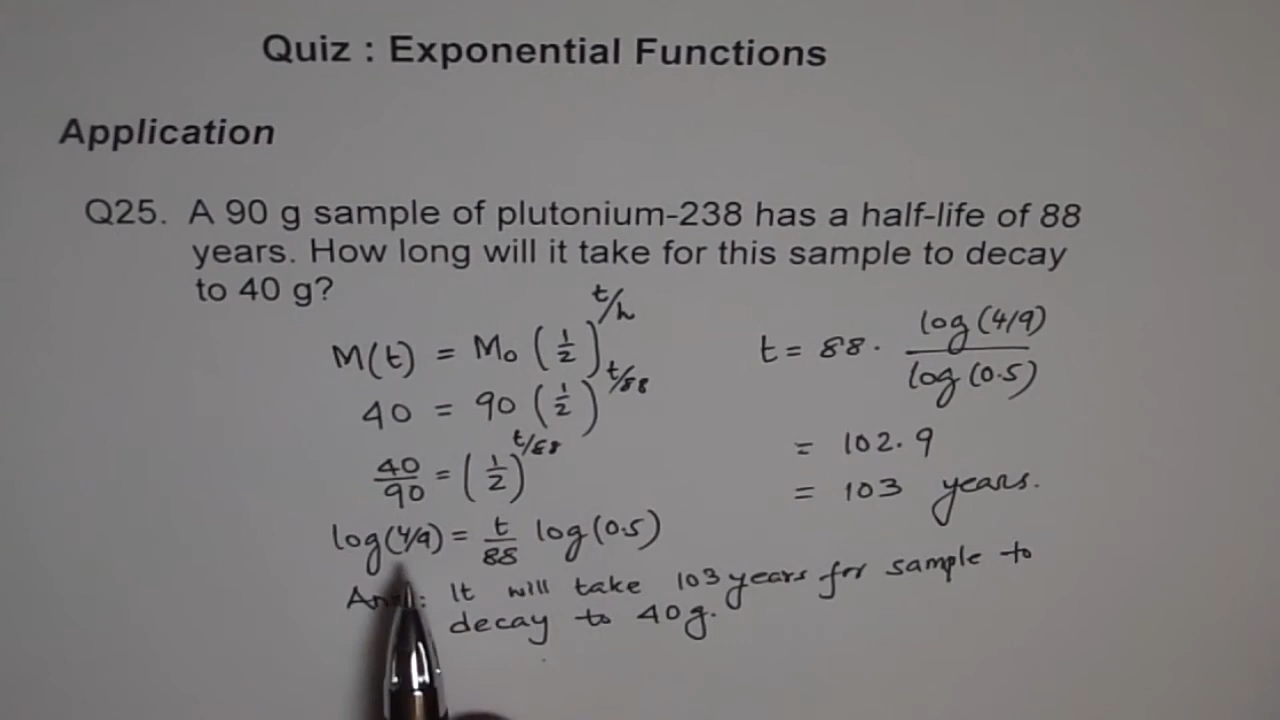 Quiz : Exponential Functions
Application
Q25. A 90 g sample of plutonium-238 has a half-life of 88
years. How long will it take for this sample to decay
to 40 g?
M(t) = M₀ (1/2)^(t/h)
40 = 90 (1/2)^(t/88)
40/90 = (1/2)^(t/88)
log(4/9) = t/88 log(0.5)
t = 88 · log(4/9)/log(0.5)
= 102.9
= 103 years.
: It will take 103 years for sample to
decay to 40g.